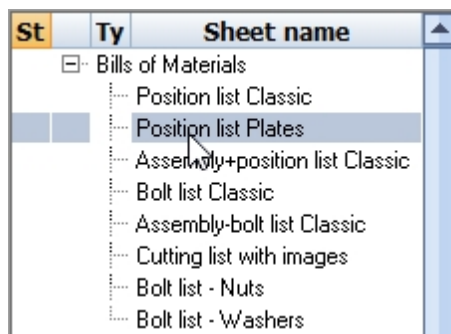 St Ty Sheet name
Bills of Materials
Position list Classic
Position list Plates
Assembly+position list Classic
Bolt list Classic
Assembly-bolt list Classic
Cutting list with images
Bolt list - Nuts
Bolt list - Washers